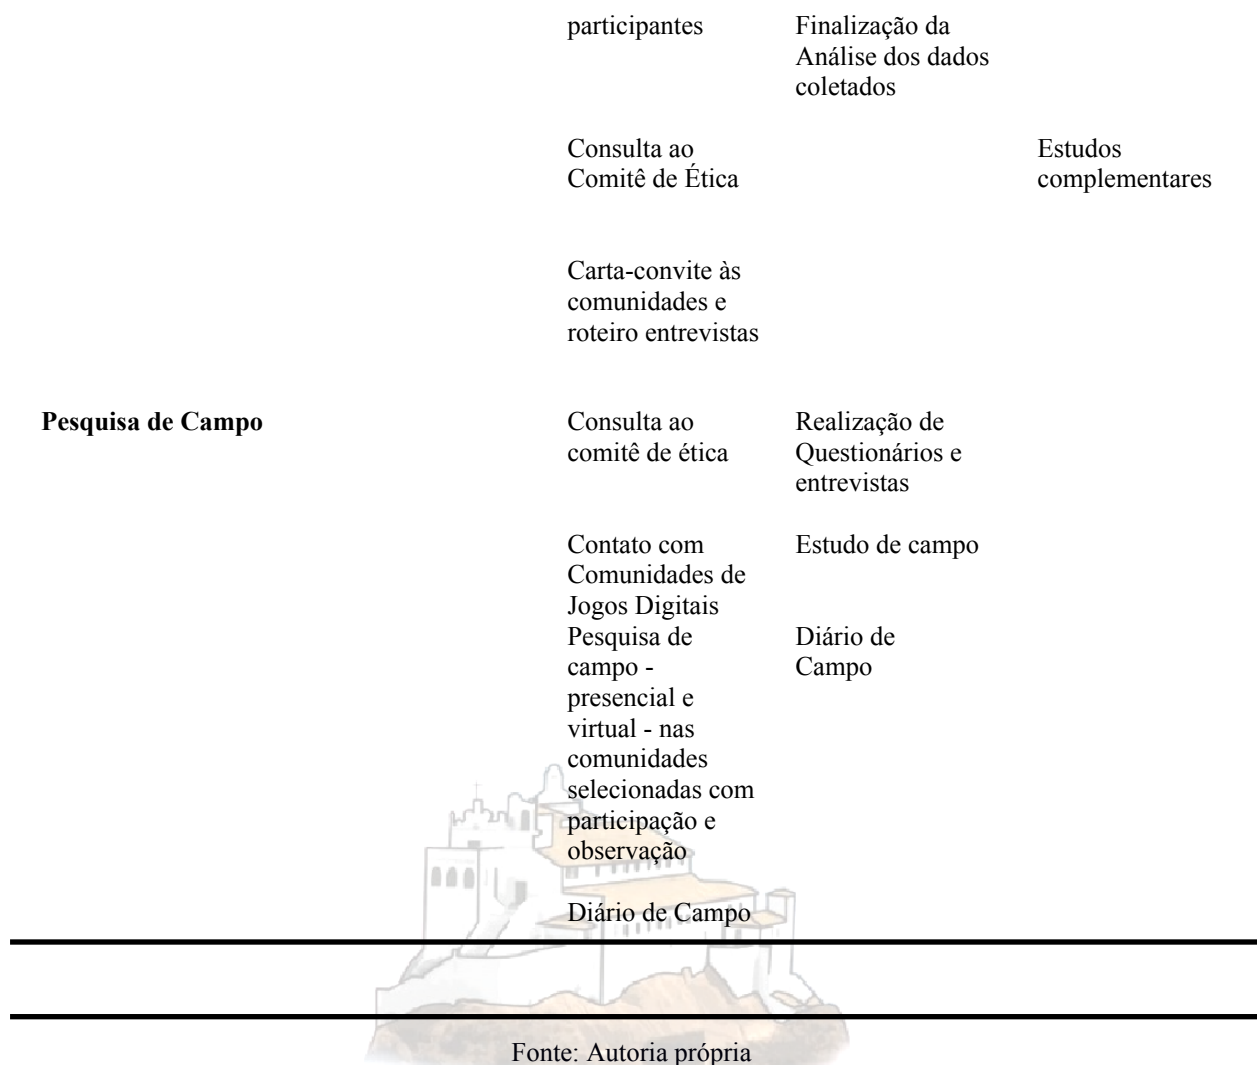 participantes
Finalização da
Análise dos dados
coletados
Consulta ao
Comitê de Ética
Estudos
complementares
Carta-convite às
comunidades e
roteiro entrevistas
Pesquisa de Campo
Consulta ao
comitê de ética
Realização de
Questionários e
entrevistas
Contato com
Comunidades de
Jogos Digitais
Estudo de campo
Pesquisa de
campo -
presencial e
virtual - nas
comunidades
selecionadas com
participação e
observação
Diário de
Campo
Diário de Campo
Fonte: Autoria própria